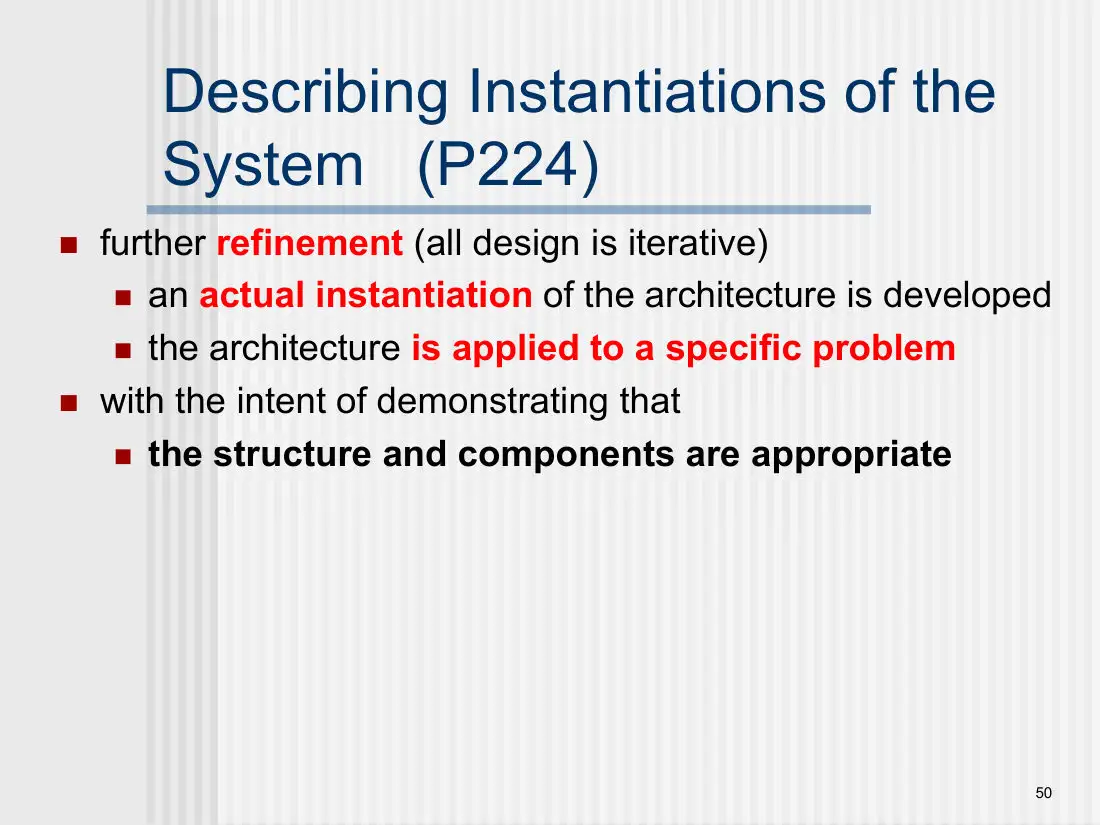 Describing Instantiations of the
System (P224)
further refinement (all design is iterative)
an actual instantiation of the architecture is developed
the architecture is applied to a specific problem
with the intent of demonstrating that
the structure and components are appropriate
50